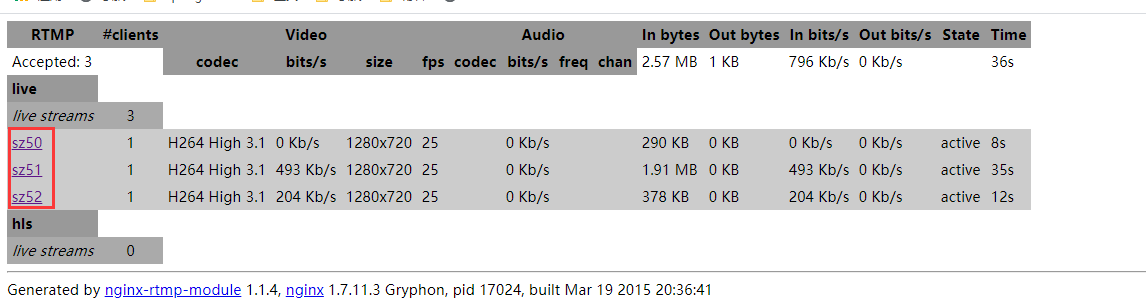 RTMP #clients Video Audio In bytes Out bytes In bits/s Out bits/s State Time
Accepted: 3 codec bits/s size fps codec bits/s freq chan 2.57 MB 1 KB 796 Kb/s 0 Kb/s 36s
live
live streams 3
sz50 1 H264 High 3.1 0 Kb/s 1280x720 25 0 Kb/s 290 KB 0 KB 0 Kb/s 0 Kb/s active 8s
sz51 1 H264 High 3.1 493 Kb/s 1280x720 25 0 Kb/s 1.91 MB 0 KB 493 Kb/s 0 Kb/s active 35s
sz52 1 H264 High 3.1 204 Kb/s 1280x720 25 0 Kb/s 378 KB 0 KB 204 Kb/s 0 Kb/s active 12s
hls
live streams 0
Generated by nginx-rtmp-module 1.1.4, nginx 1.7.11.3 Gryphon, pid 17024, built Mar 19 2015 20:36:41